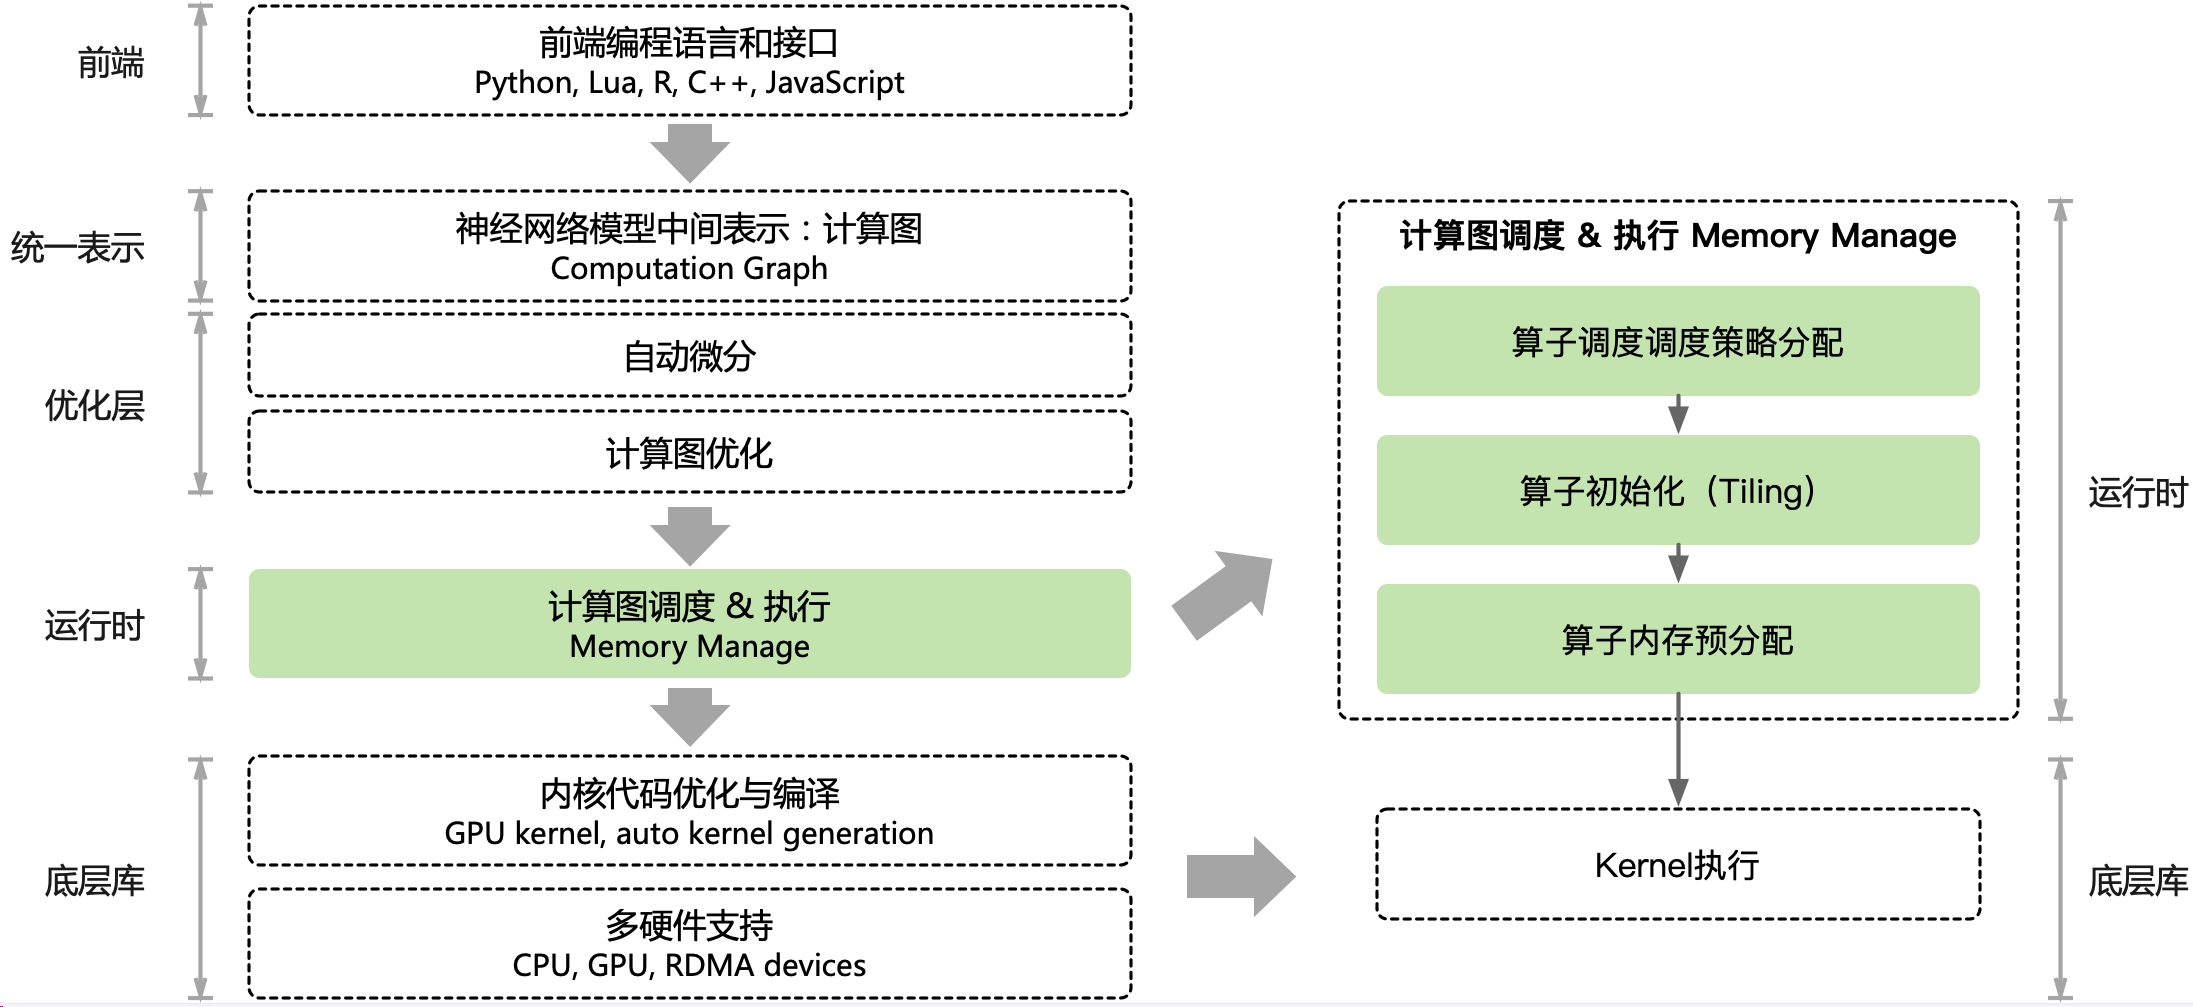 前端
前端编程语言和接口
Python, Lua, R, C++, JavaScript
统一表示
神经网络模型中间表示：计算图
Computation Graph
优化层
自动微分
计算图优化
运行时
计算图调度 & 执行
Memory Manage
底层库
内核代码优化与编译
GPU kernel, auto kernel generation
多硬件支持
CPU, GPU, RDMA devices
计算图调度 & 执行 Memory Manage
算子调度调度策略分配
算子初始化（Tiling）
算子内存预分配
运行时
Kernel执行
底层库